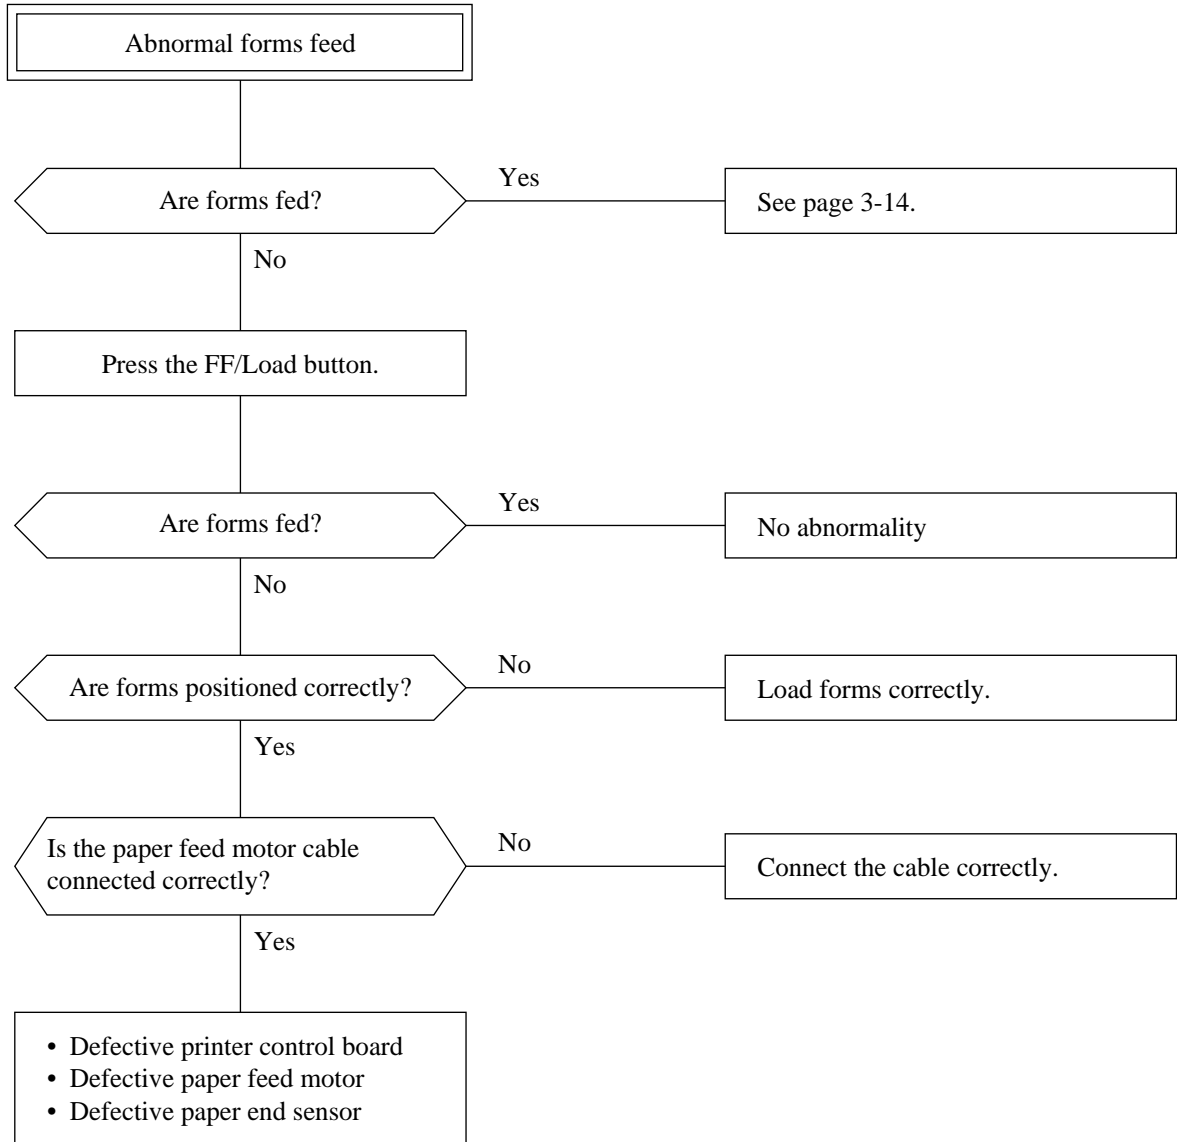 Abnormal forms feed
Are forms fed?
Yes
See page 3-14.
No
Press the FF/Load button.
Are forms fed?
Yes
No abnormality
No
Are forms positioned correctly?
No
Load forms correctly.
Yes
Is the paper feed motor cable
connected correctly?
No
Connect the cable correctly.
Yes
• Defective printer control board
• Defective paper feed motor
• Defective paper end sensor